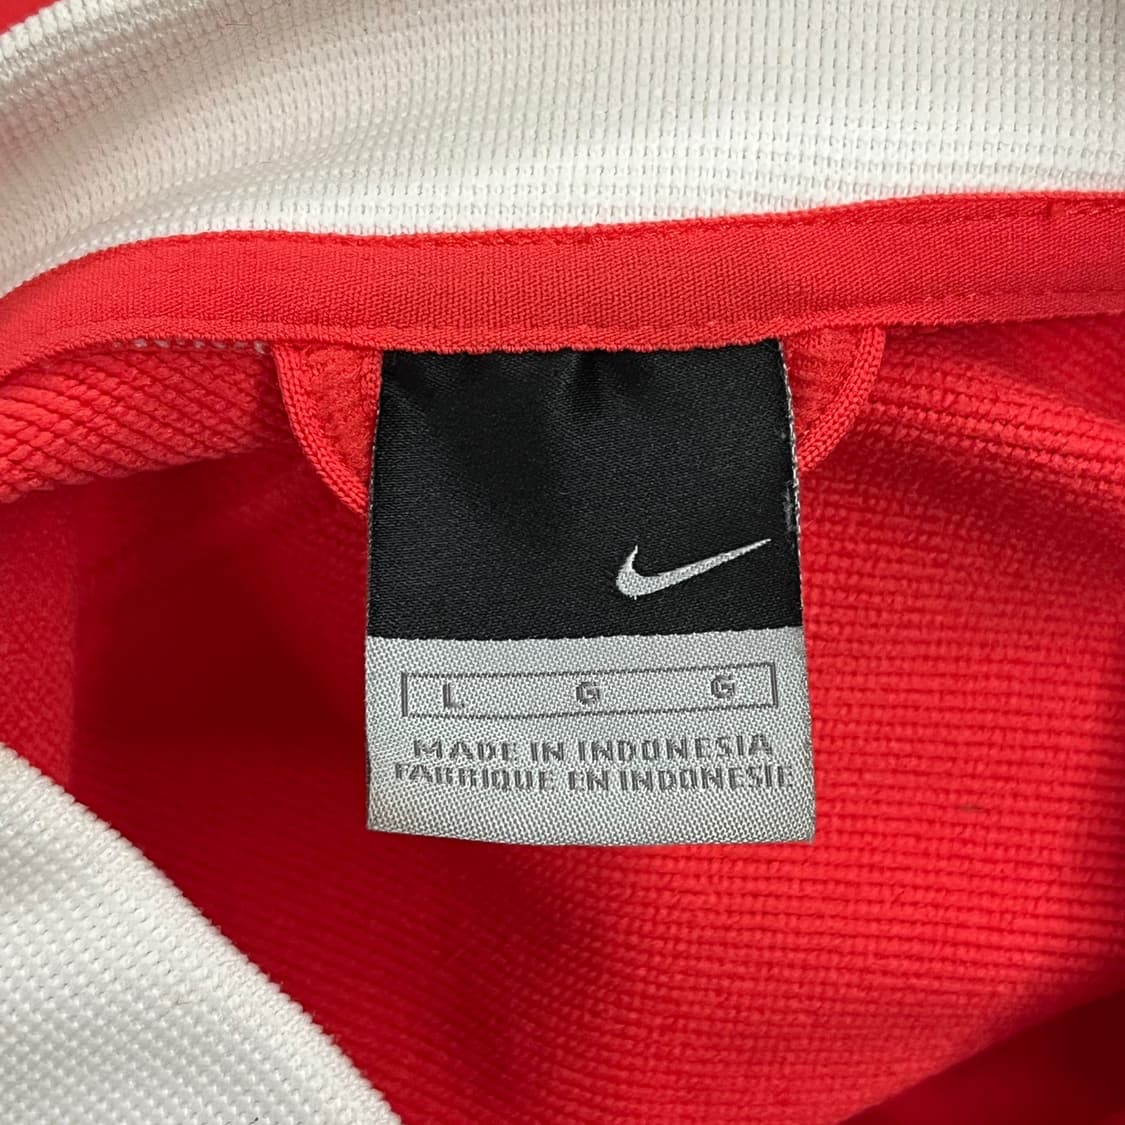 L G G
MADE IN INDONESIA
FABRIQUE EN INDONESIE